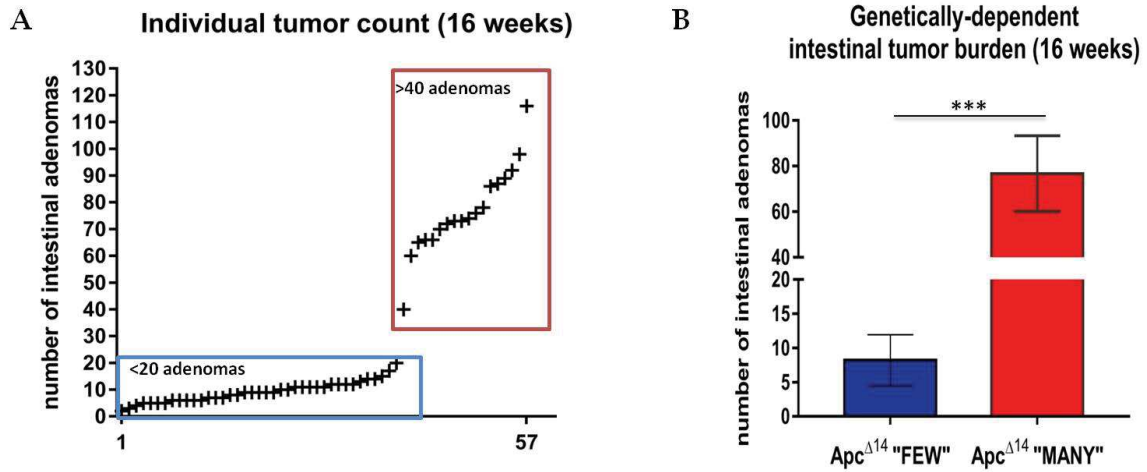 A
Individual tumor count (16 weeks)
number of intestinal adenomas
130
120
110
100
90
80
70
60
50
40
30
20
10
0
>40 adenomas
<20 adenomas
1
57
B
Genetically-dependent
intestinal tumor burden (16 weeks)
number of intestinal adenomas
100
80
60
40
20
15
10
5
0
***
Apc^Δ14 "FEW"
Apc^Δ14 "MANY"